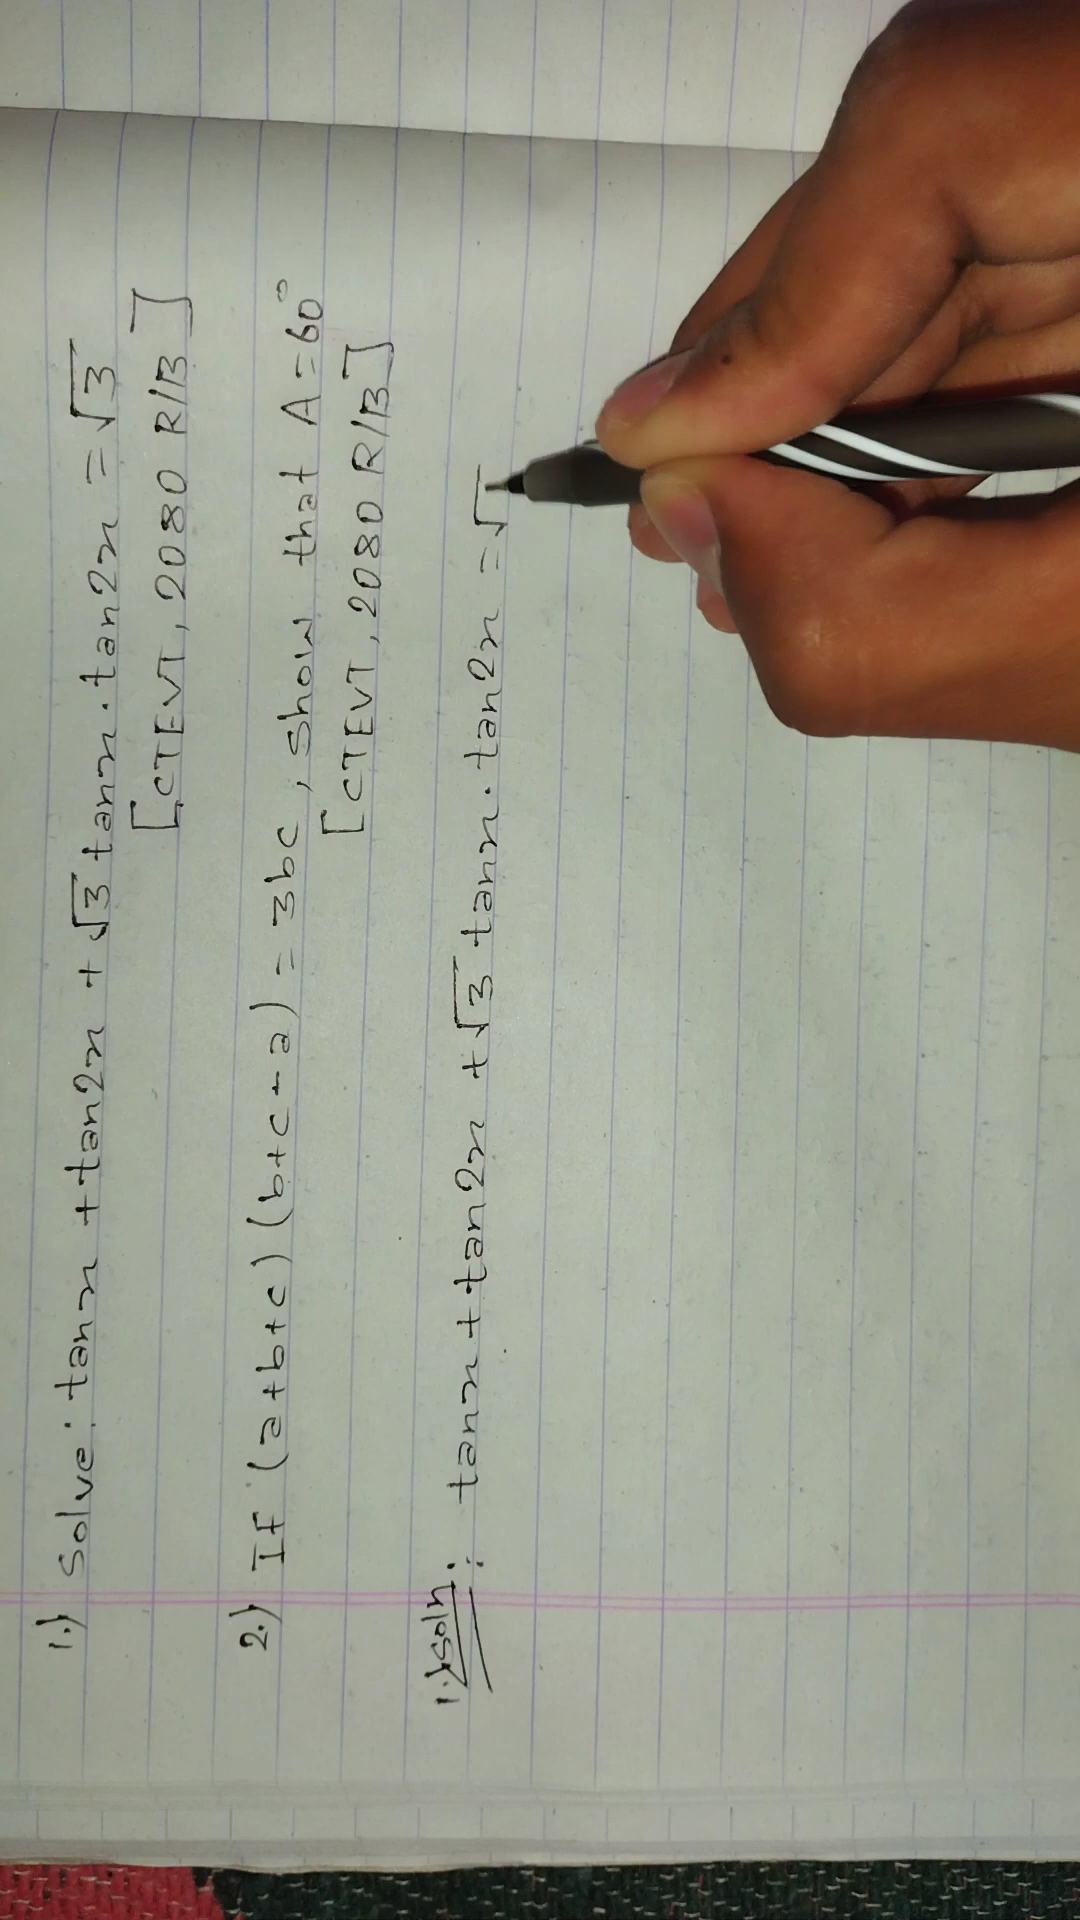 1.) Solve: tanx + tan2x + √3 tanx . tan2x = √3
[CTEVT, 2080 R/B]
2.) If (a+b+c) (b+c-a) = 3bc, show that A = 60°
[CTEVT, 2080 R/B]
1.) soln: tanx + tan2x + √3 tanx . tan2x = √